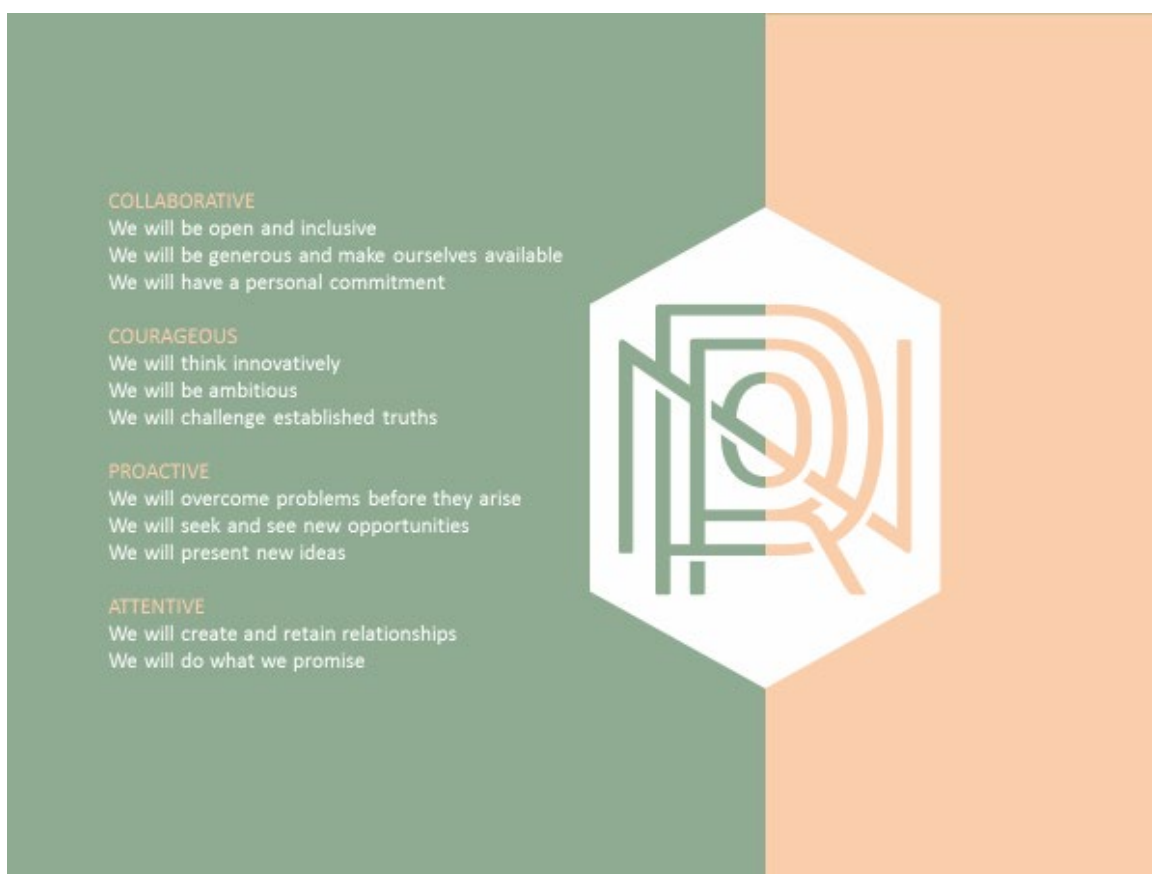 COLLABORATIVE
We will be open and inclusive
We will be generous and make ourselves available
We will have a personal commitment
COURAGEOUS
We will think innovatively
We will be ambitious
We will challenge established truths
PROACTIVE
We will overcome problems before they arise
We will seek and see new opportunities
We will present new ideas
ATTENTIVE
We will create and retain relationships
We will do what we promise